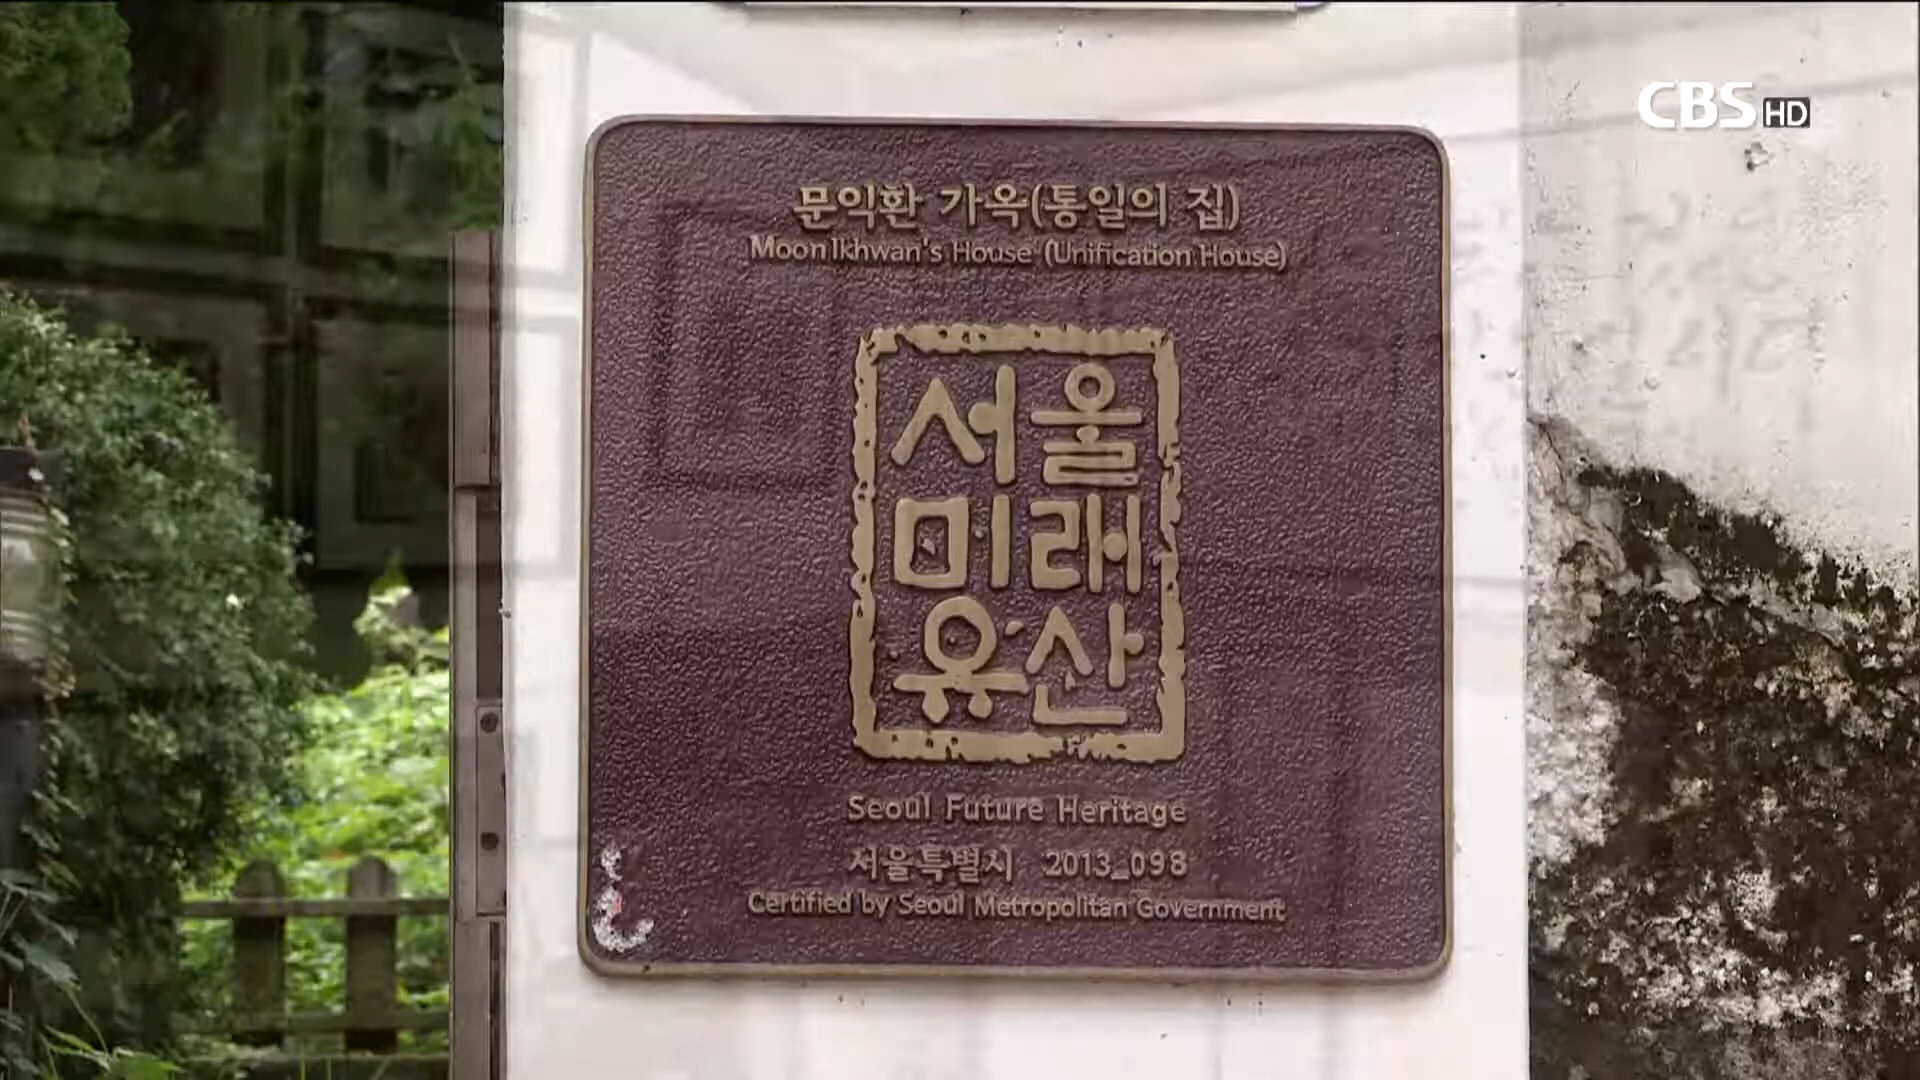 CBS HD
문익환 가옥(통일의 집)
Moon Ikhwan's House (Unification House)
서울
미래
유산
Seoul Future Heritage
서울특별시 2013_098
Certified by Seoul Metropolitan Government